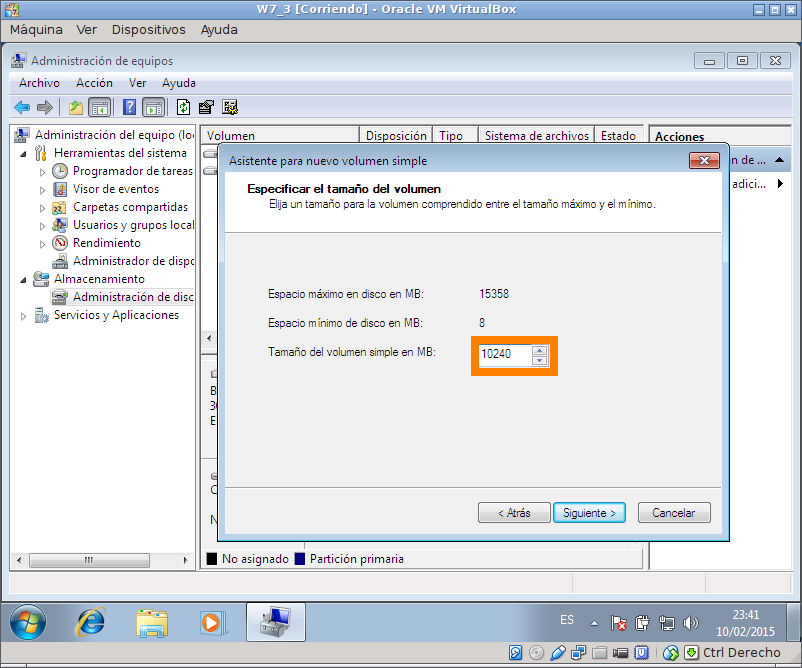 W7_3 [Corriendo] - Oracle VM VirtualBox
Máquina Ver Dispositivos Ayuda
Administración de equipos
Archivo Acción Ver Ayuda
Administración del equipo (loc
Herramientas del sistema
Programador de tareas
Visor de eventos
Carpetas compartidas
Usuarios y grupos local
Rendimiento
Administrador de dispo
Almacenamiento
Administración de disc
Servicios y Aplicaciones
Volumen Disposición Tipo Sistema de archivos Estado
Acciones
n de ...
adici...
Asistente para nuevo volumen simple
Especificar el tamaño del volumen
Elija un tamaño para la volumen comprendido entre el tamaño máximo y el mínimo.
Espacio máximo en disco en MB: 15358
Espacio mínimo de disco en MB: 8
Tamaño del volumen simple en MB: 10240
< Atrás Siguiente > Cancelar
No asignado Partición primaria
ES
23:41
10/02/2015
Ctrl Derecho